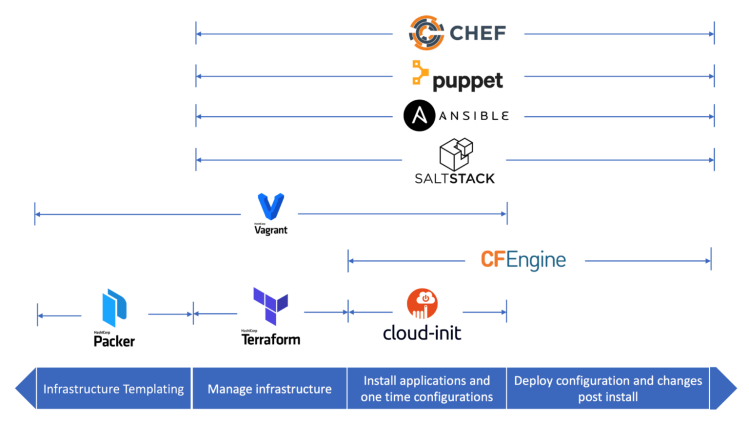 CHEF
puppet
ANSIBLE
SALTSTACK
HashiCorp
Vagrant
CFEngine
HashiCorp
Packer
HashiCorp
Terraform
cloud-init
Infrastructure Templating
Manage infrastructure
Install applications and
one time configurations
Deploy configuration and changes
post install